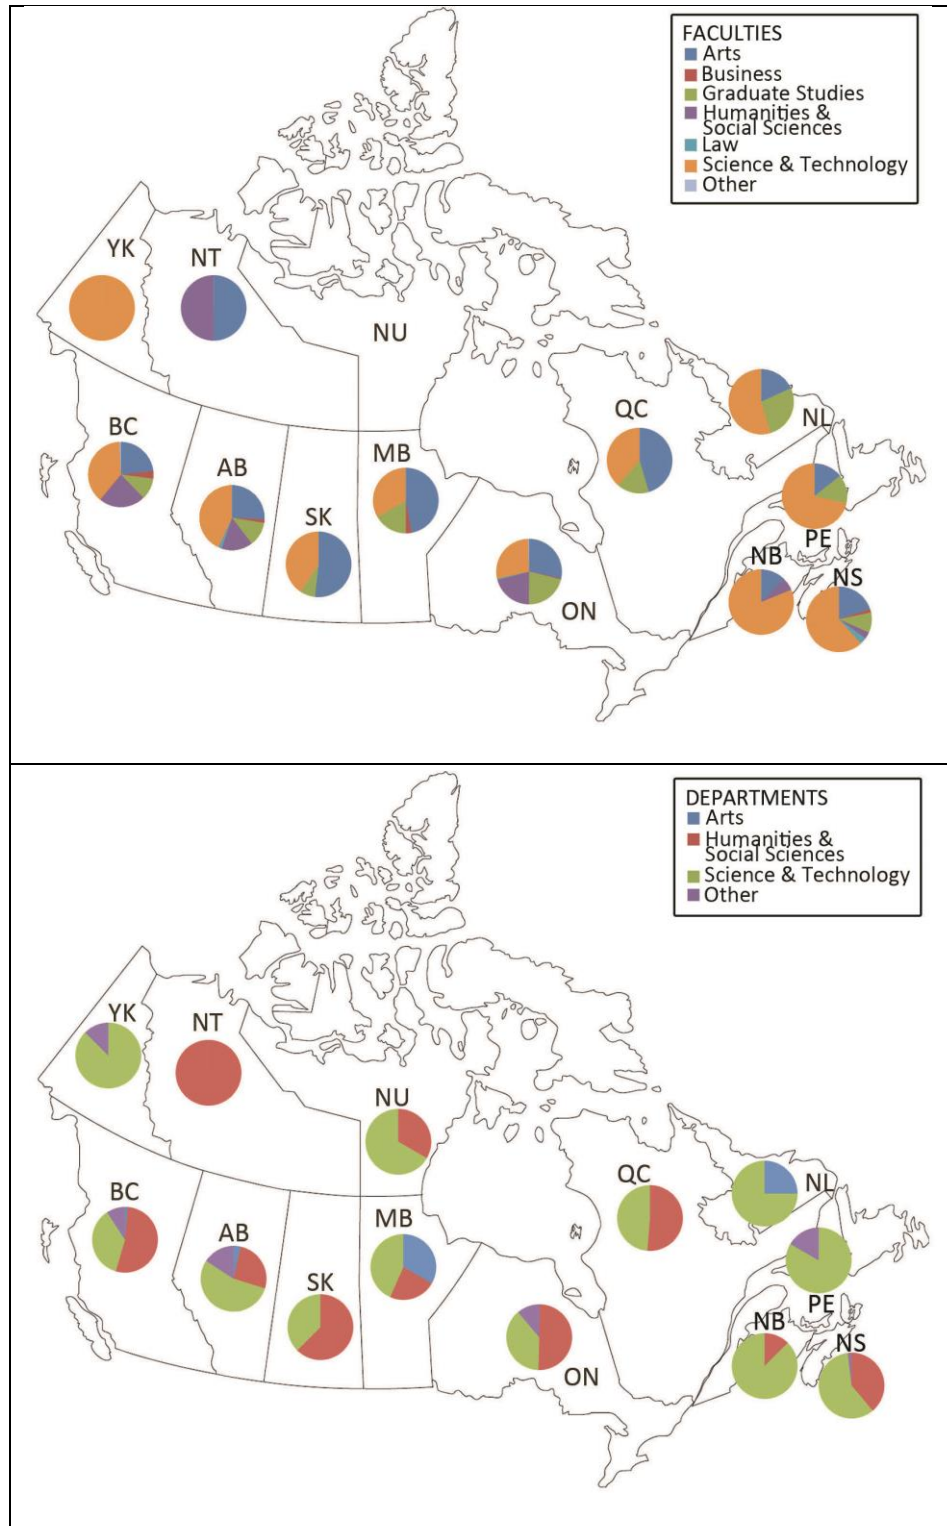 FACULTIES
Arts
Business
Graduate Studies
Humanities &
Social Sciences
Law
Science & Technology
Other
YK
NT
NU
BC
AB
SK
MB
ON
QC
NL
PE
NB
NS
DEPARTMENTS
Arts
Humanities &
Social Sciences
Science & Technology
Other
YK
NT
NU
BC
AB
SK
MB
ON
QC
NL
PE
NB
NS